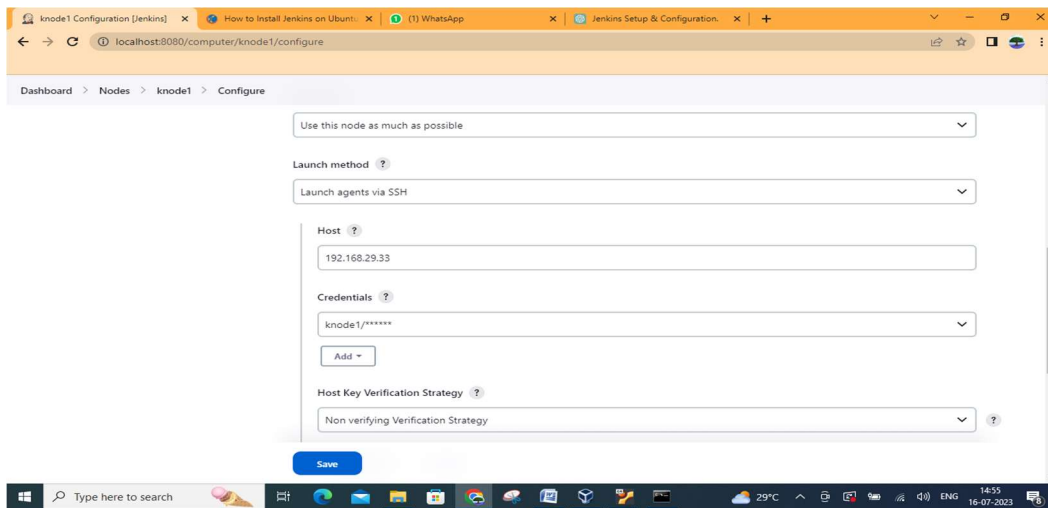 knode1 Configuration [Jenkins]
How to Install Jenkins on Ubuntu
(1) WhatsApp
Jenkins Setup & Configuration.
localhost:8080/computer/knode1/configure
Dashboard > Nodes > knode1 > Configure
Use this node as much as possible
Launch method ?
Launch agents via SSH
Host ?
192.168.29.33
Credentials ?
knode1/******
Add
Host Key Verification Strategy ?
Non verifying Verification Strategy
?
Save
Type here to search
29°C
ENG
14:55
16-07-2023
8